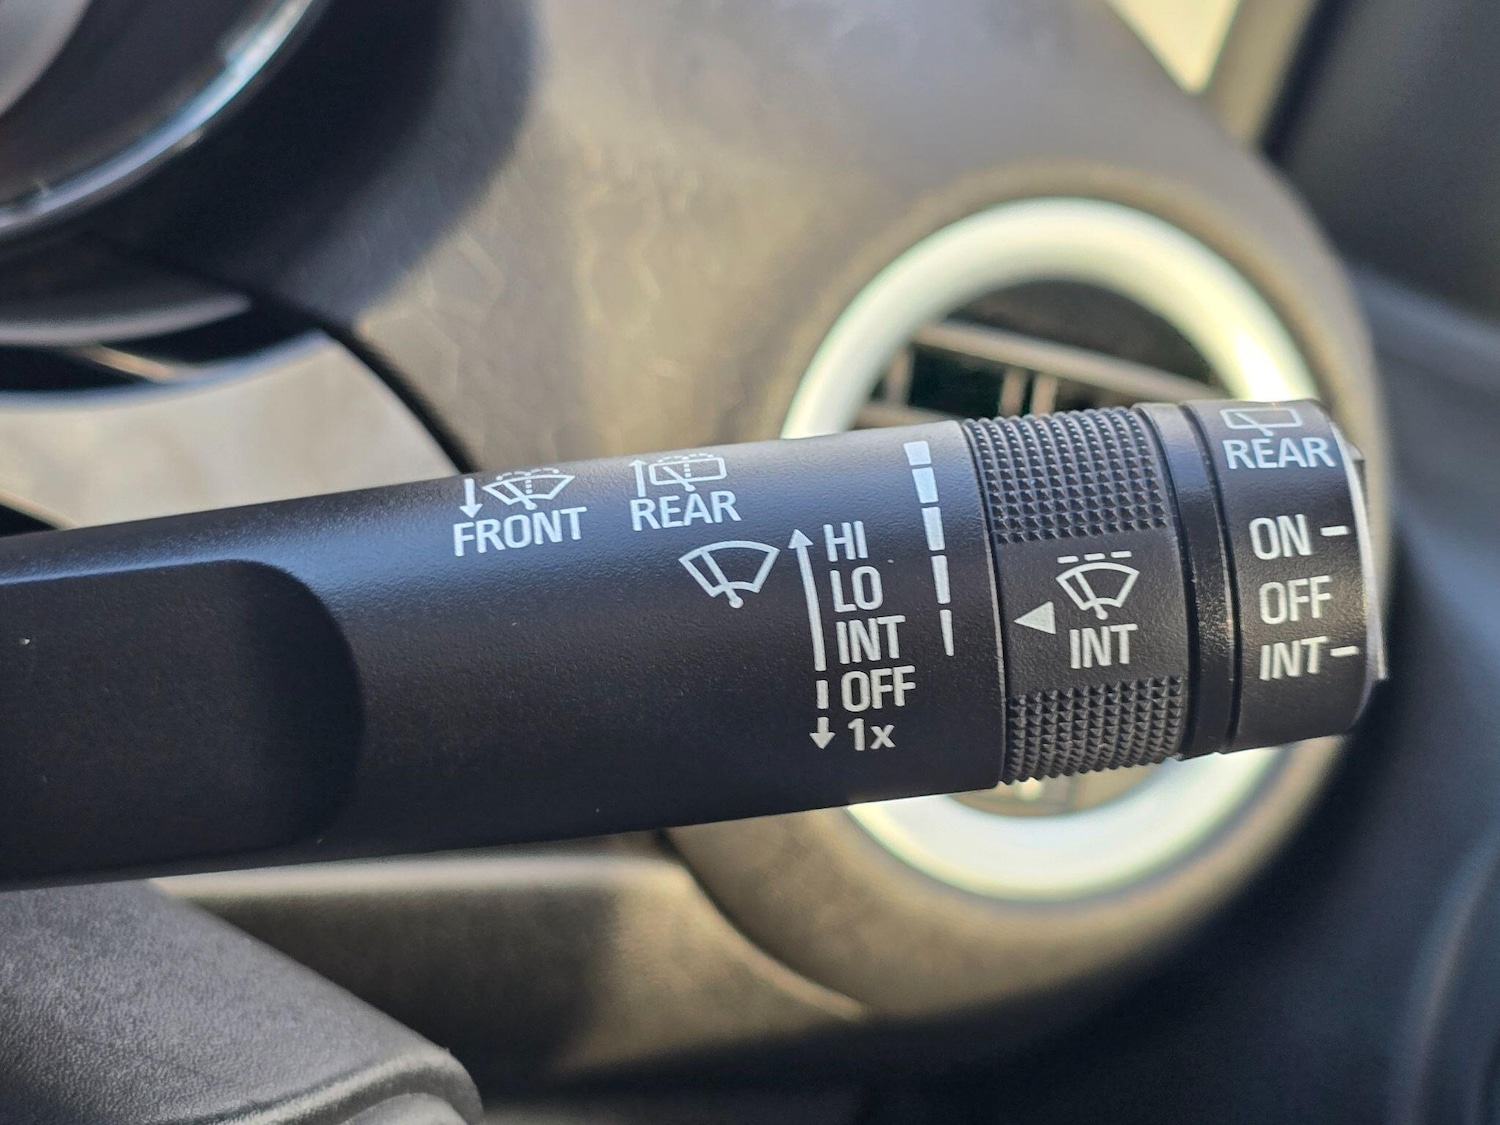 FRONT
REAR
HI
LO
INT
OFF
1x
INT
REAR
ON
OFF
INT